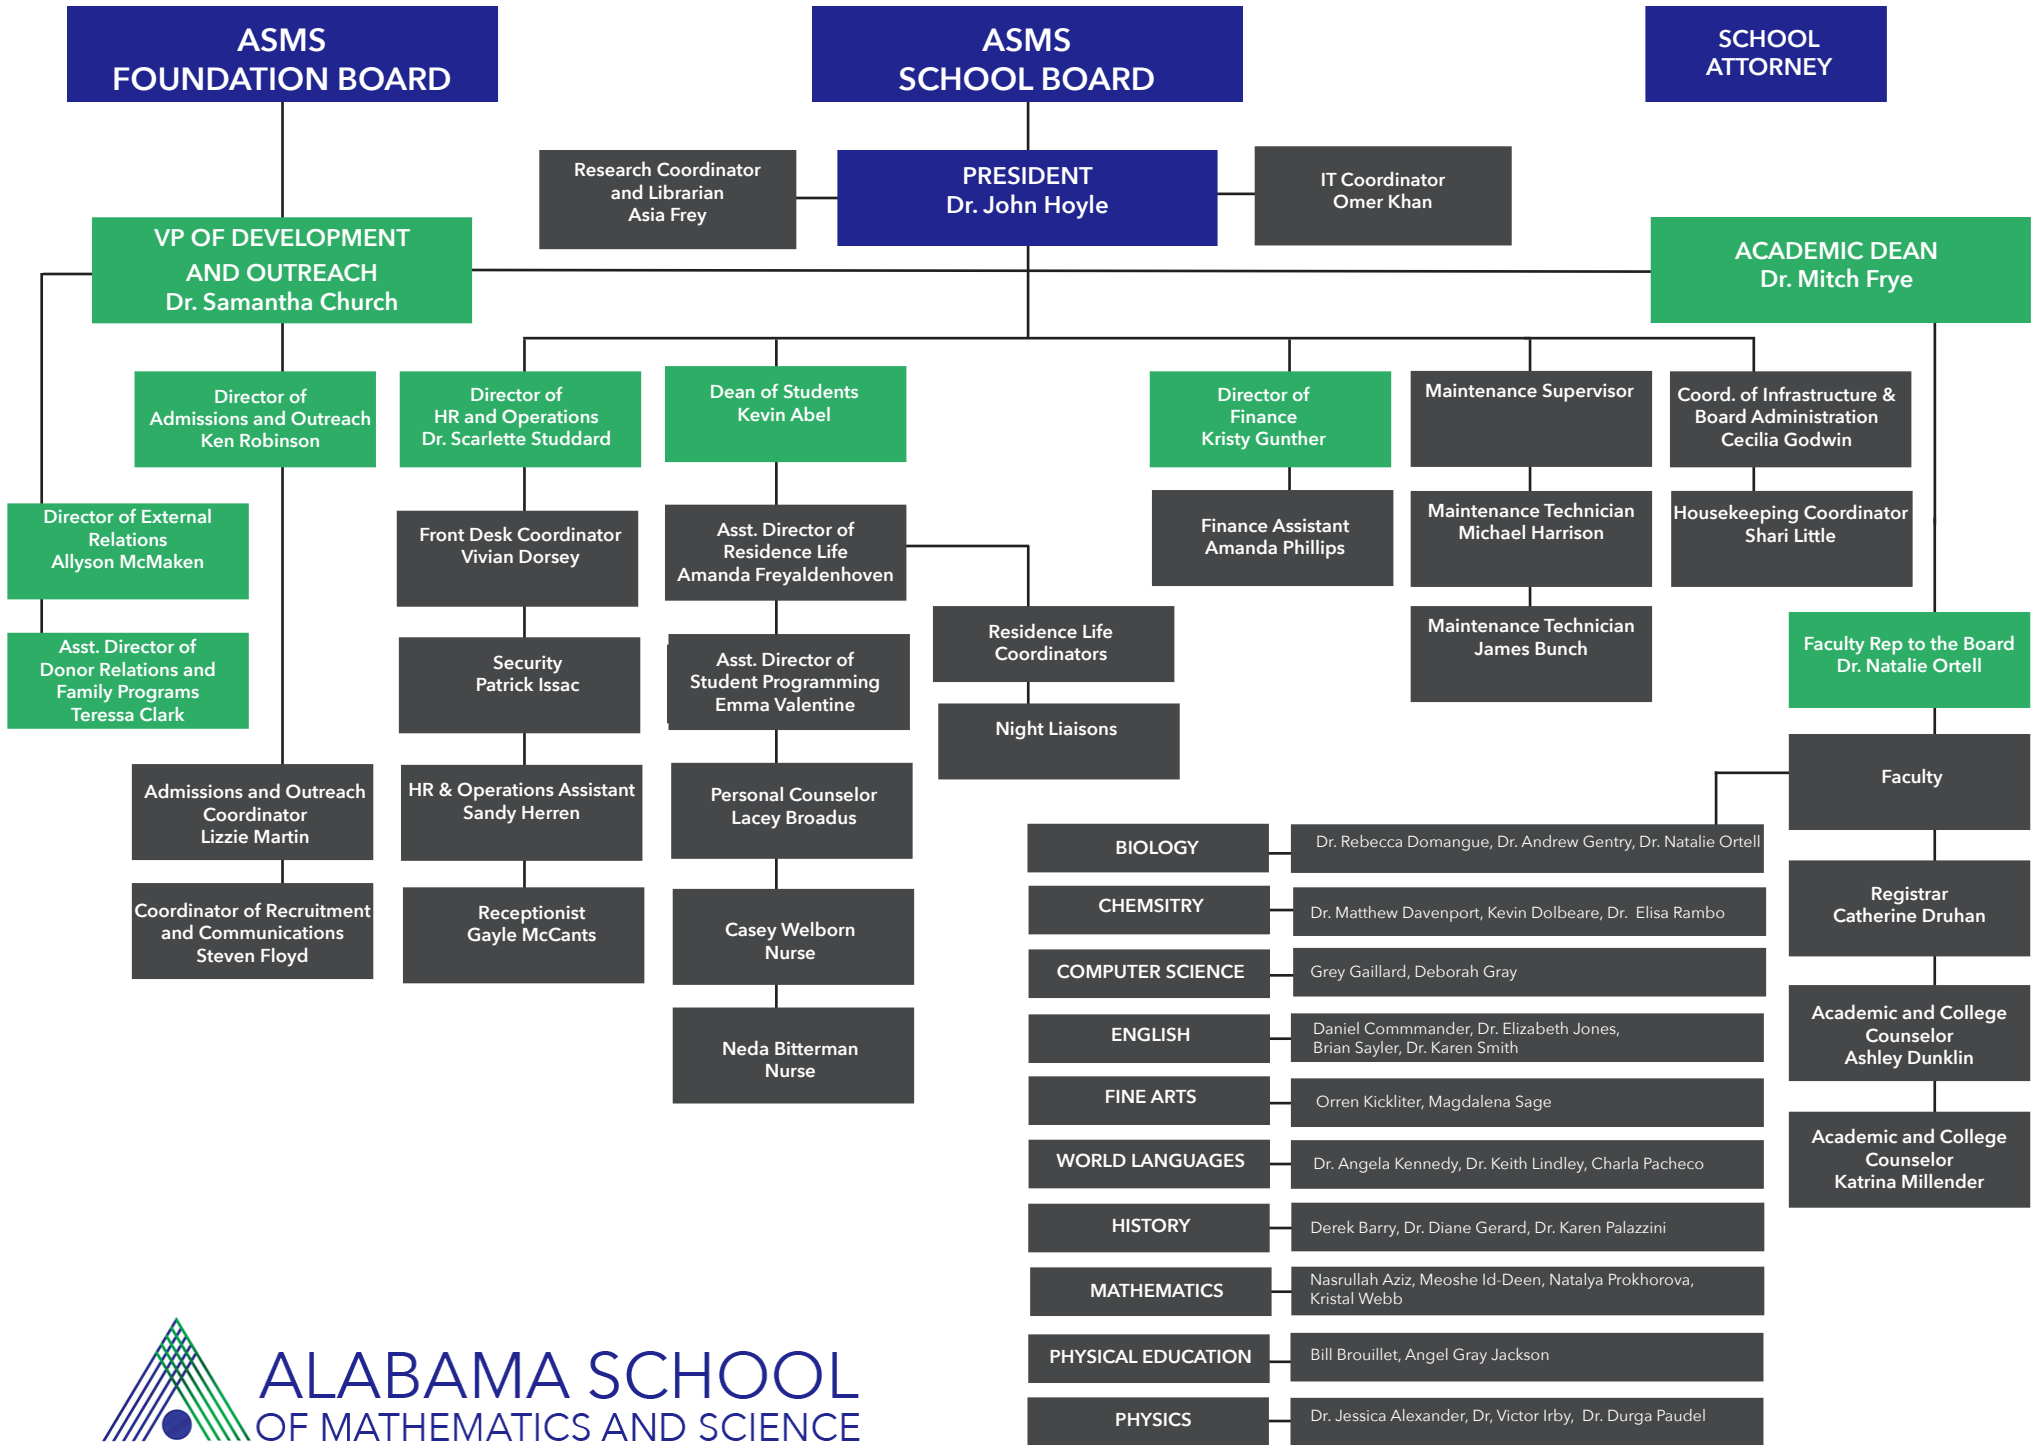 ASMS
FOUNDATION BOARD
ASMS
SCHOOL BOARD
SCHOOL
ATTORNEY
Research Coordinator
and Librarian
Asia Frey
PRESIDENT
Dr. John Hoyle
IT Coordinator
Omer Khan
VP OF DEVELOPMENT
AND OUTREACH
Dr. Samantha Church
ACADEMIC DEAN
Dr. Mitch Frye
Director of
Admissions and Outreach
Ken Robinson
Director of
HR and Operations
Dr. Scarlette Studdard
Dean of Students
Kevin Abel
Director of
Finance
Kristy Gunther
Maintenance Supervisor
Coord. of Infrastructure &
Board Administration
Cecilia Godwin
Director of External
Relations
Allyson McMaken
Front Desk Coordinator
Vivian Dorsey
Asst. Director of
Residence Life
Amanda Freyaldenhoven
Finance Assistant
Amanda Phillips
Maintenance Technician
Michael Harrison
Housekeeping Coordinator
Shari Little
Asst. Director of
Donor Relations and
Family Programs
Teressa Clark
Security
Patrick Issac
Asst. Director of
Student Programming
Emma Valentine
Residence Life
Coordinators
Maintenance Technician
James Bunch
Faculty Rep to the Board
Dr. Natalie Ortell
Night Liaisons
Admissions and Outreach
Coordinator
Lizzie Martin
HR & Operations Assistant
Sandy Herren
Personal Counselor
Lacey Broadus
Faculty
Coordinator of Recruitment
and Communications
Steven Floyd
Receptionist
Gayle McCants
Casey Welborn
Nurse
Neda Bitterman
Nurse
Registrar
Catherine Druhan
Academic and College
Counselor
Ashley Dunklin
Academic and College
Counselor
Katrina Millender
BIOLOGY
Dr. Rebecca Domangue, Dr. Andrew Gentry, Dr. Natalie Ortell
CHEMSITRY
Dr. Matthew Davenport, Kevin Dolbeare, Dr. Elisa Rambo
COMPUTER SCIENCE
Grey Gaillard, Deborah Gray
ENGLISH
Daniel Commmander, Dr. Elizabeth Jones,
Brian Sayler, Dr. Karen Smith
FINE ARTS
Orren Kickliter, Magdalena Sage
WORLD LANGUAGES
Dr. Angela Kennedy, Dr. Keith Lindley, Charla Pacheco
HISTORY
Derek Barry, Dr. Diane Gerard, Dr. Karen Palazzini
MATHEMATICS
Nasrullah Aziz, Meoshe Id-Deen, Natalya Prokhorova,
Kristal Webb
PHYSICAL EDUCATION
Bill Brouillet, Angel Gray Jackson
PHYSICS
Dr. Jessica Alexander, Dr, Victor Irby, Dr. Durga Paudel
ALABAMA SCHOOL
OF MATHEMATICS AND SCIENCE